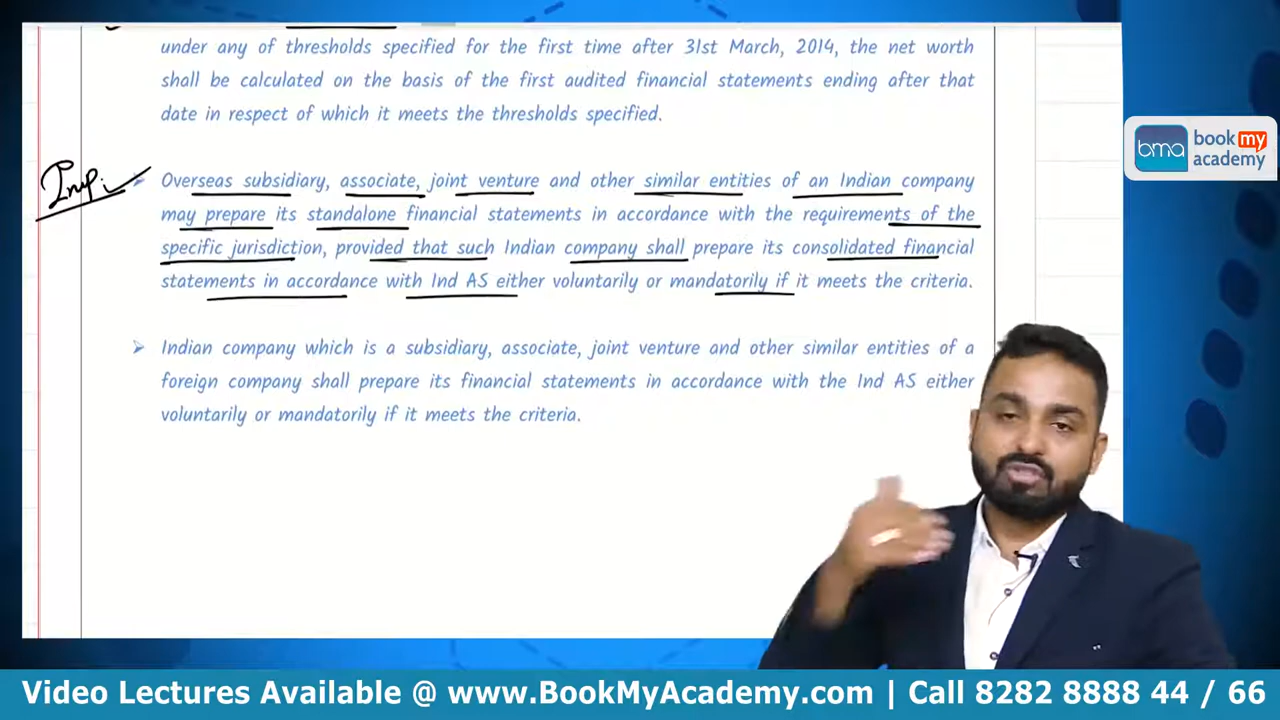 under any of thresholds specified for the first time after 31st March, 2014, the net worth
shall be calculated on the basis of the first audited financial statements ending after that
date in respect of which it meets the thresholds specified.
Imp.
Overseas subsidiary, associate, joint venture and other similar entities of an Indian company
may prepare its standalone financial statements in accordance with the requirements of the
specific jurisdiction, provided that such Indian company shall prepare its consolidated financial
statements in accordance with Ind AS either voluntarily or mandatorily if it meets the criteria.
Indian company which is a subsidiary, associate, joint venture and other similar entities of a
foreign company shall prepare its financial statements in accordance with the Ind AS either
voluntarily or mandatorily if it meets the criteria.
bma
book my
academy
Video Lectures Available @ www.BookMyAcademy.com | Call 8282 8888 44 / 66